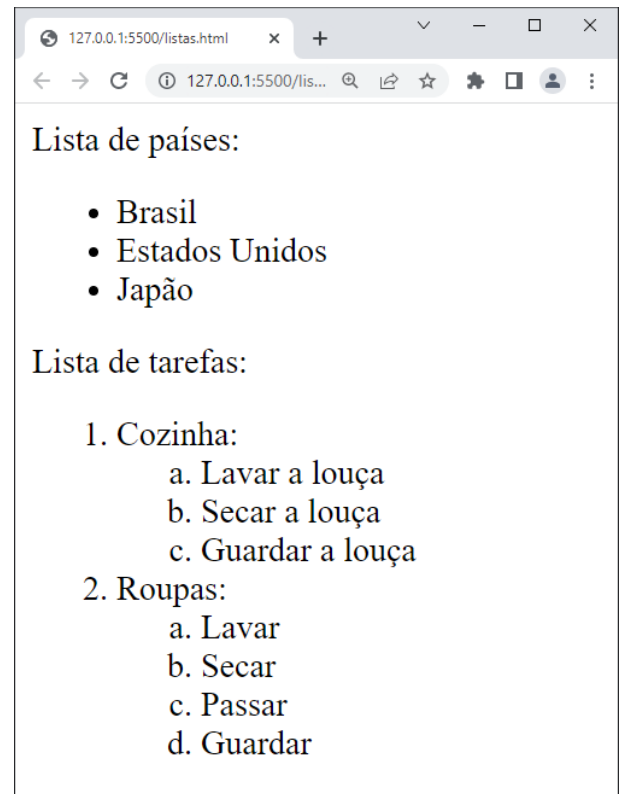 127.0.0.1:5500/listas.html
127.0.0.1:5500/lis...
Lista de países:
• Brasil
• Estados Unidos
• Japão
Lista de tarefas:
1. Cozinha:
a. Lavar a louça
b. Secar a louça
c. Guardar a louça
2. Roupas:
a. Lavar
b. Secar
c. Passar
d. Guardar